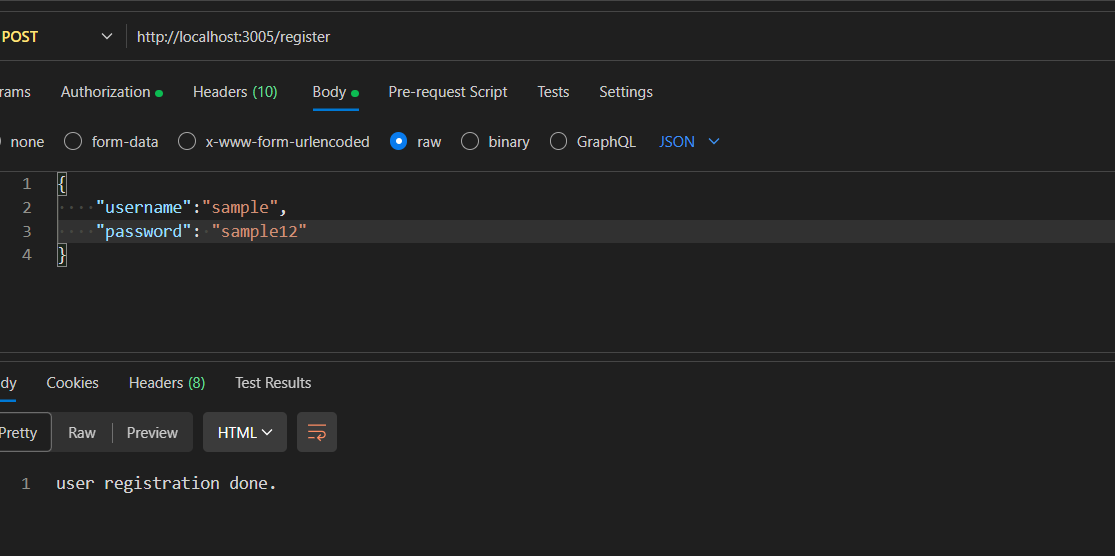 POST http://localhost:3005/register
rams Authorization Headers (10) Body Pre-request Script Tests Settings
none form-data x-www-form-urlencoded raw binary GraphQL JSON
1 {
2 "username":"sample",
3 "password": "sample12"
4 }
dy Cookies Headers (8) Test Results
Pretty Raw Preview HTML
1 user registration done.